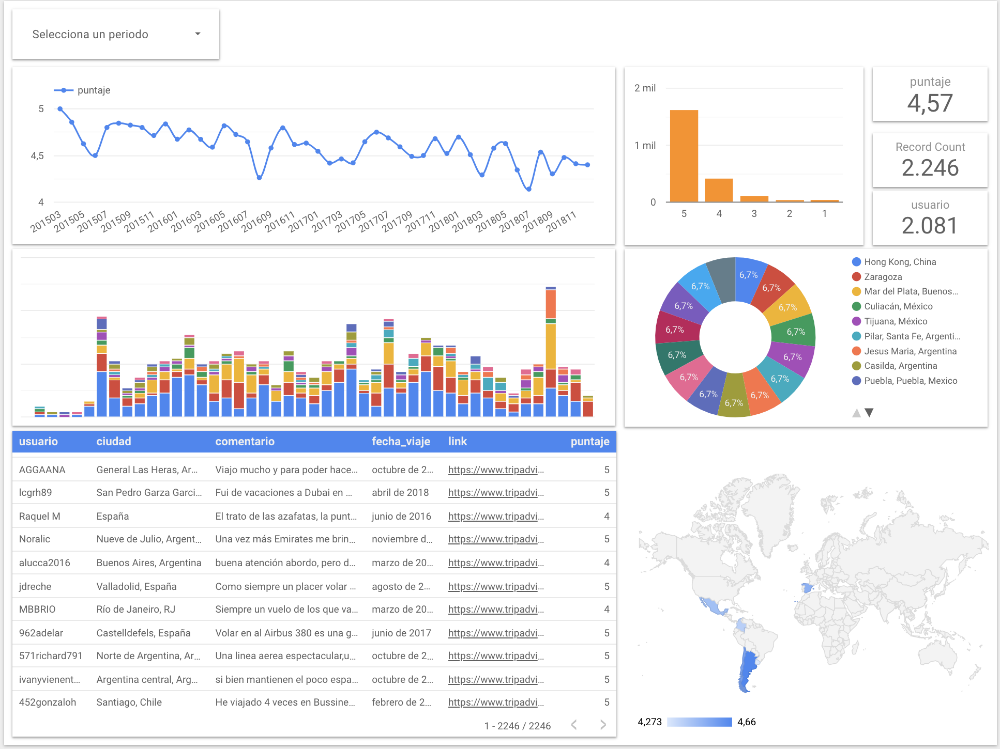 Selecciona un periodo
puntaje
5
4,5
4
201503 201505 201507 201509 201511 201601 201603 201605 201607 201609 201611 201701 201703 201705 201707 201709 201711 201801 201803 201805 201807 201809 201811
2 mil
1 mil
0
5 4 3 2 1
puntaje
4,57
Record Count
2.246
usuario
2.081
6,7%
6,7%
6,7%
6,7%
6,7%
6,7%
6,7%
6,7%
6,7%
6,7%
6,7%
6,7%
6,7%
6,7%
Hong Kong, China
Zaragoza
Mar del Plata, Buenos...
Culiacán, México
Tijuana, México
Pilar, Santa Fe, Argenti...
Jesus Maria, Argentina
Casilda, Argentina
Puebla, Puebla, Mexico
usuario ciudad comentario fecha_viaje link puntaje
AGGAANA General Las Heras, Ar... Viajo mucho y para poder hace... octubre de 2... https://www.tripadvi... 5
lcgrh89 San Pedro Garza Garci... Fui de vacaciones a Dubai en ... abril de 2018 https://www.tripadvi... 5
Raquel M España El trato de las azafatas, la punt... junio de 2016 https://www.tripadvi... 4
Noralic Nueve de Julio, Argent... Una vez más Emirates me brin... noviembre d... https://www.tripadvi... 5
alucca2016 Buenos Aires, Argentina buena atención abordo, pero d... marzo de 20... https://www.tripadvi... 4
jdreche Valladolid, España Como siempre un placer volar ... agosto de 2... https://www.tripadvi... 5
MBBRIO Río de Janeiro, RJ Siempre un vuelo de los que va... marzo de 20... https://www.tripadvi... 4
962adelar Castelldefels, España Volar en al Airbus 380 es una g... junio de 2017 https://www.tripadvi... 5
571richard791 Norte de Argentina, Ar... Una linea aerea espectacular,u... octubre de 2... https://www.tripadvi... 5
ivanyvienent... Argentina central, Arg... si bien mantienen el poco espa... octubre de 2... https://www.tripadvi... 5
452gonzaloh Santiago, Chile He viajado 4 veces en Bussine... febrero de 2... https://www.tripadvi... 5
1 - 2246 / 2246
4,273 4,66